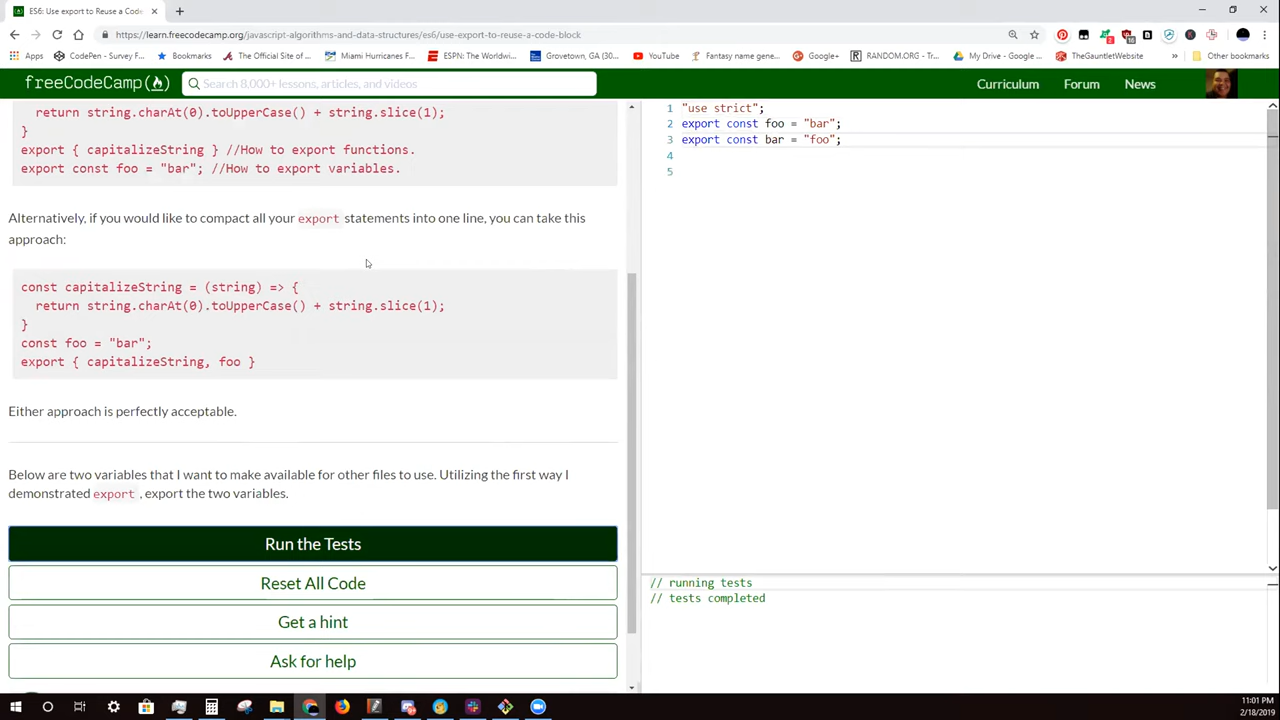 ES6: Use export to Reuse a Code
https://learn.freecodecamp.org/javascript-algorithms-and-data-structures/es6/use-export-to-reuse-a-code-block
Apps
CodePen - Survey F...
Bookmarks
The Official Site of ...
Miami Hurricanes F...
ESPN: The Worldwi...
Grovetown, GA (30...
YouTube
Fantasy name gene...
Google+
RANDOM.ORG - Tr...
My Drive - Google ...
TheGauntletWebsite
Other bookmarks
freeCodeCamp
Search 8,000+ lessons, articles, and videos
Curriculum
Forum
News
return string.charAt(0).toUpperCase() + string.slice(1);
}
export { capitalizeString } //How to export functions.
export const foo = "bar"; //How to export variables.
Alternatively, if you would like to compact all your export statements into one line, you can take this
approach:
const capitalizeString = (string) => {
return string.charAt(0).toUpperCase() + string.slice(1);
}
const foo = "bar";
export { capitalizeString, foo }
Either approach is perfectly acceptable.
Below are two variables that I want to make available for other files to use. Utilizing the first way I
demonstrated export , export the two variables.
Run the Tests
Reset All Code
Get a hint
Ask for help
1 "use strict";
2 export const foo = "bar";
3 export const bar = "foo";
4
5
// running tests
// tests completed
11:01 PM
2/18/2019